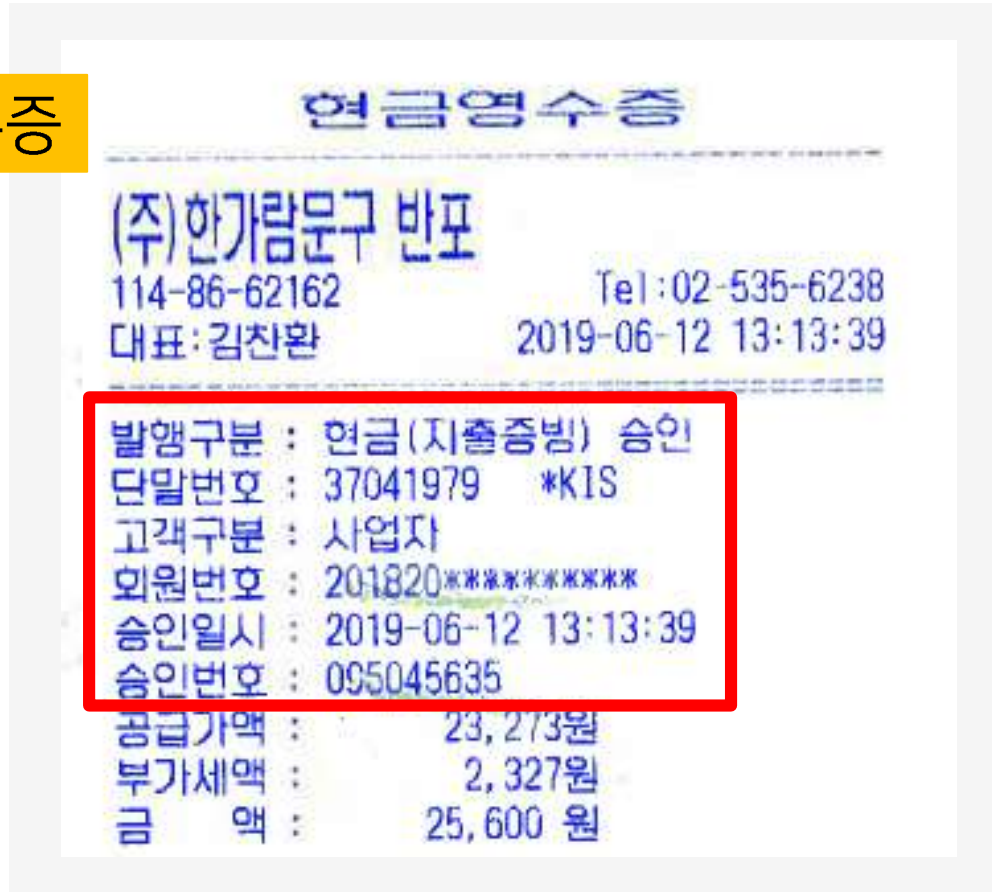 증
현금영수증
(주)한가람문구 반포
114-86-62162 Tel:02-535-6238
대표:김찬환 2019-06-12 13:13:39
발행구분 : 현금(지출증빙) 승인
단말번호 : 37041979 *KIS
고객구분 : 사업자
회원번호 : 201820**********
승인일시 : 2019-06-12 13:13:39
승인번호 : 095045635
공급가액 : 23,273원
부가세액 : 2,327원
금 액 : 25,600 원